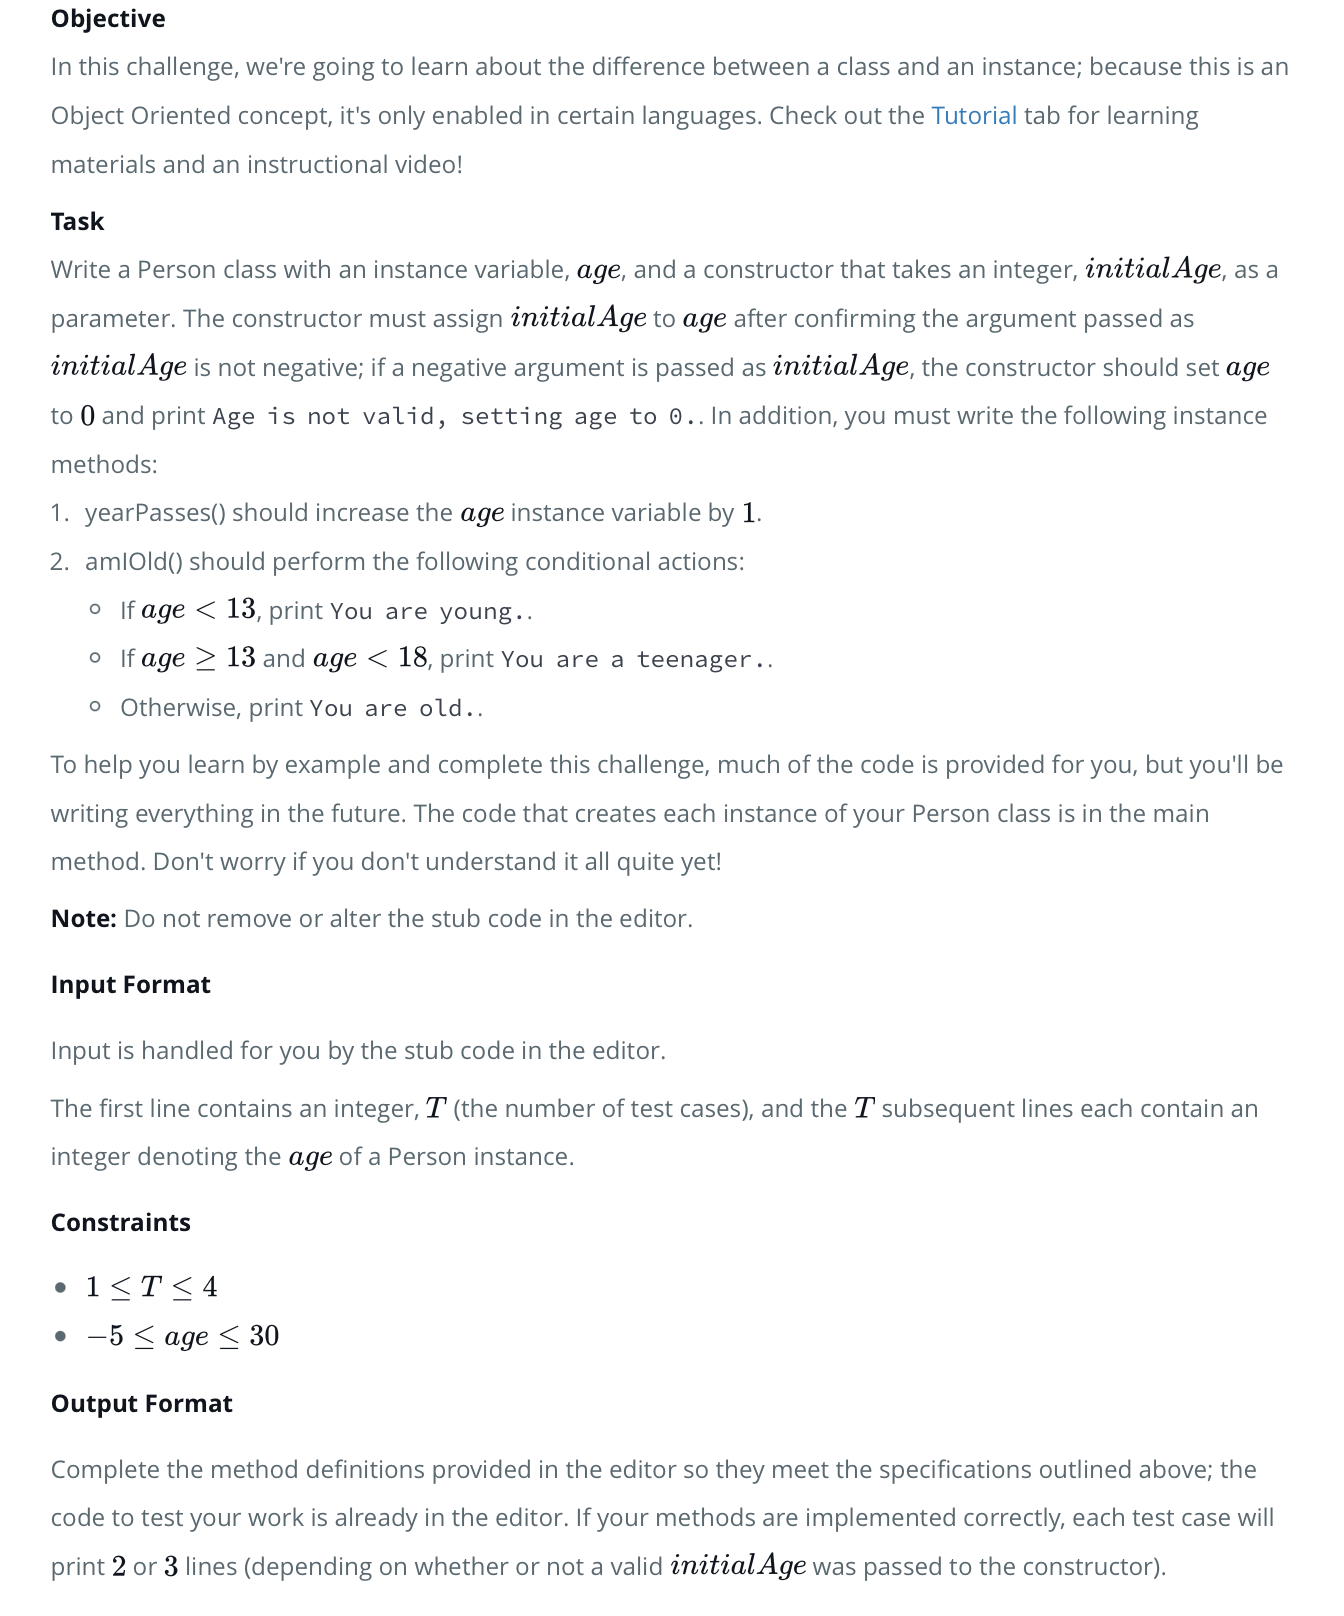 Objective
In this challenge, we're going to learn about the difference between a class and an instance; because this is an
Object Oriented concept, it's only enabled in certain languages. Check out the Tutorial tab for learning
materials and an instructional video!
Task
Write a Person class with an instance variable, age, and a constructor that takes an integer, initialAge, as a
parameter. The constructor must assign initialAge to age after confirming the argument passed as
initialAge is not negative; if a negative argument is passed as initialAge, the constructor should set age
to 0 and print Age is not valid, setting age to 0.. In addition, you must write the following instance
methods:
1. yearPasses() should increase the age instance variable by 1.
2. amIOld() should perform the following conditional actions:
∘ If age < 13, print You are young..
∘ If age ≥ 13 and age < 18, print You are a teenager..
∘ Otherwise, print You are old..
To help you learn by example and complete this challenge, much of the code is provided for you, but you'll be
writing everything in the future. The code that creates each instance of your Person class is in the main
method. Don't worry if you don't understand it all quite yet!
Note: Do not remove or alter the stub code in the editor.
Input Format
Input is handled for you by the stub code in the editor.
The first line contains an integer, T (the number of test cases), and the T subsequent lines each contain an
integer denoting the age of a Person instance.
Constraints
• 1 ≤ T ≤ 4
• −5 ≤ age ≤ 30
Output Format
Complete the method definitions provided in the editor so they meet the specifications outlined above; the
code to test your work is already in the editor. If your methods are implemented correctly, each test case will
print 2 or 3 lines (depending on whether or not a valid initialAge was passed to the constructor).